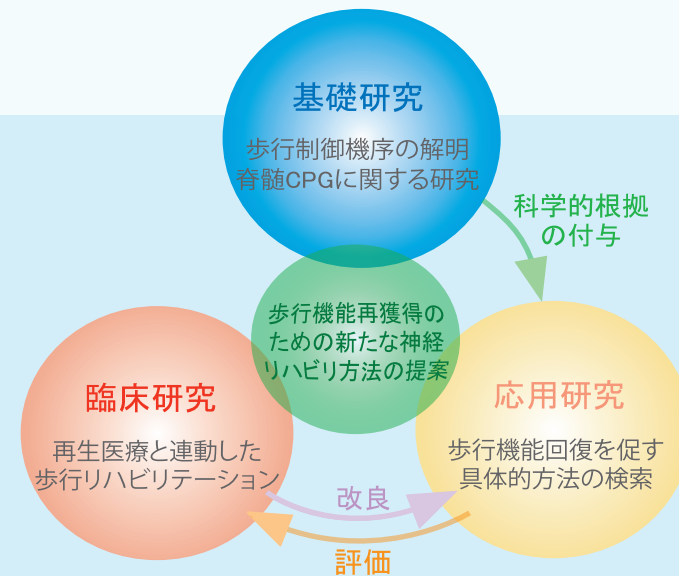 基礎研究
歩行制御機序の解明
脊髄CPGに関する研究
科学的根拠
の付与
歩行機能再獲得の
ための新たな神経
リハビリ方法の提案
臨床研究
再生医療と連動した
歩行リハビリテーション
応用研究
歩行機能回復を促す
具体的方法の検索
改良
評価